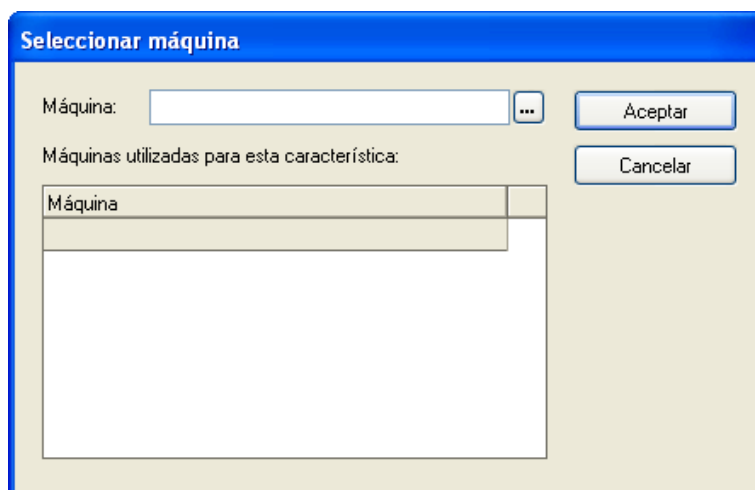 Seleccionar máquina
Máquina: ... Aceptar
Máquinas utilizadas para esta característica:
Cancelar
Máquina